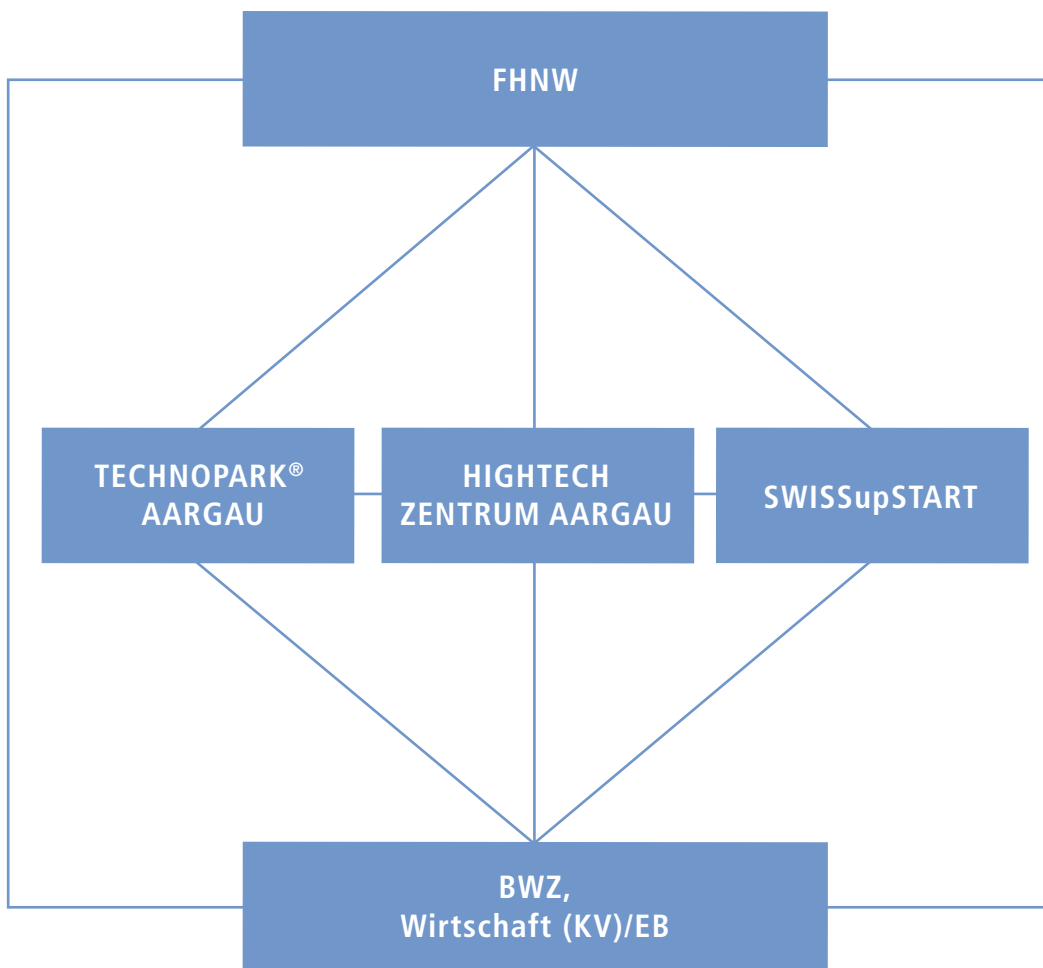 FHNW
TECHNOPARK®
AARGAU
HIGHTECH
ZENTRUM AARGAU
SWISSupSTART
BWZ,
Wirtschaft (KV)/EB